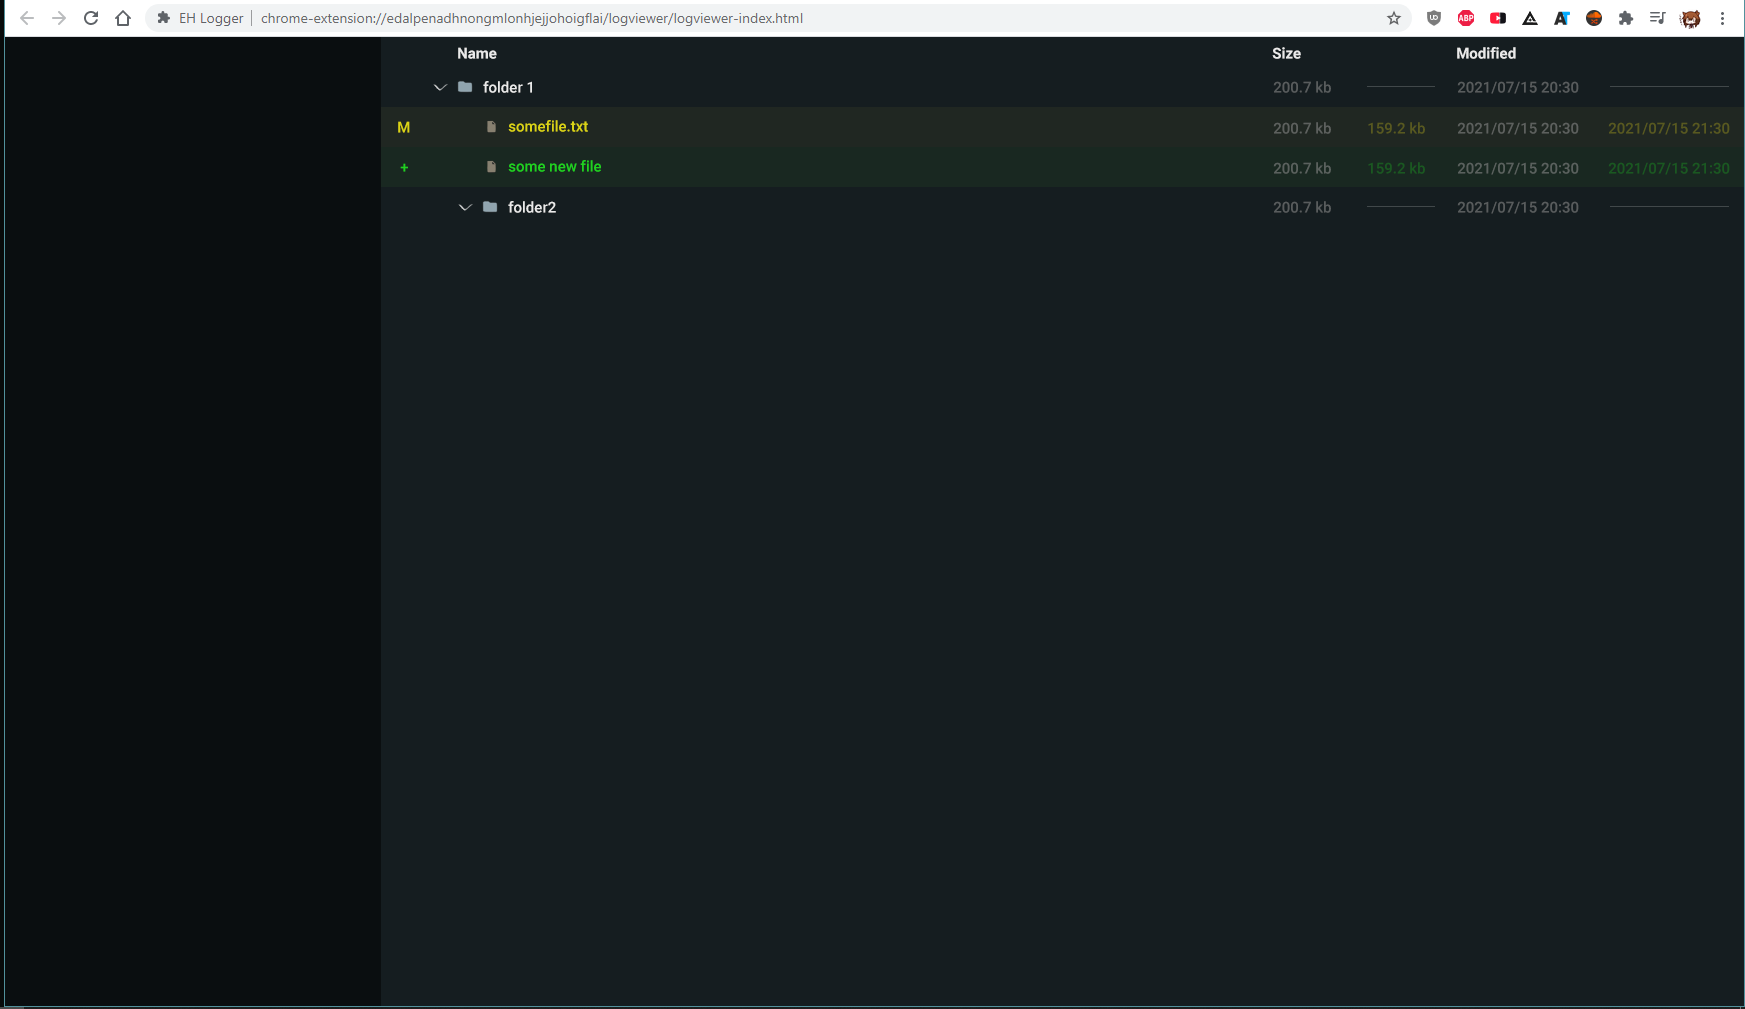 EH Logger chrome-extension://edalpenadhnongmlonhjejjohoigflai/logviewer/logviewer-index.html UD ABP AT
Name Size Modified
folder 1 200.7 kb 2021/07/15 20:30
M somefile.txt 200.7 kb 159.2 kb 2021/07/15 20:30 2021/07/15 21:30
+ some new file 200.7 kb 159.2 kb 2021/07/15 20:30 2021/07/15 21:30
folder2 200.7 kb 2021/07/15 20:30